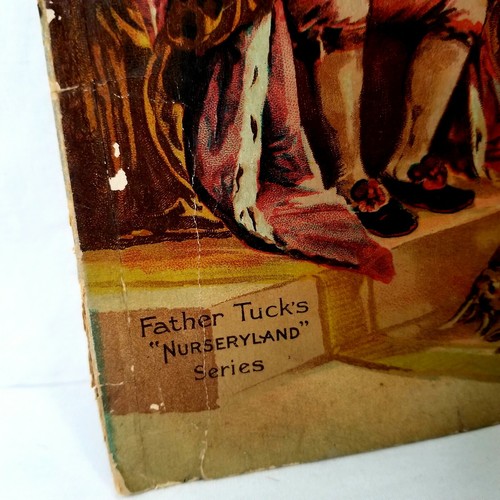 Father Tuck's
"NURSERYLAND"
Series